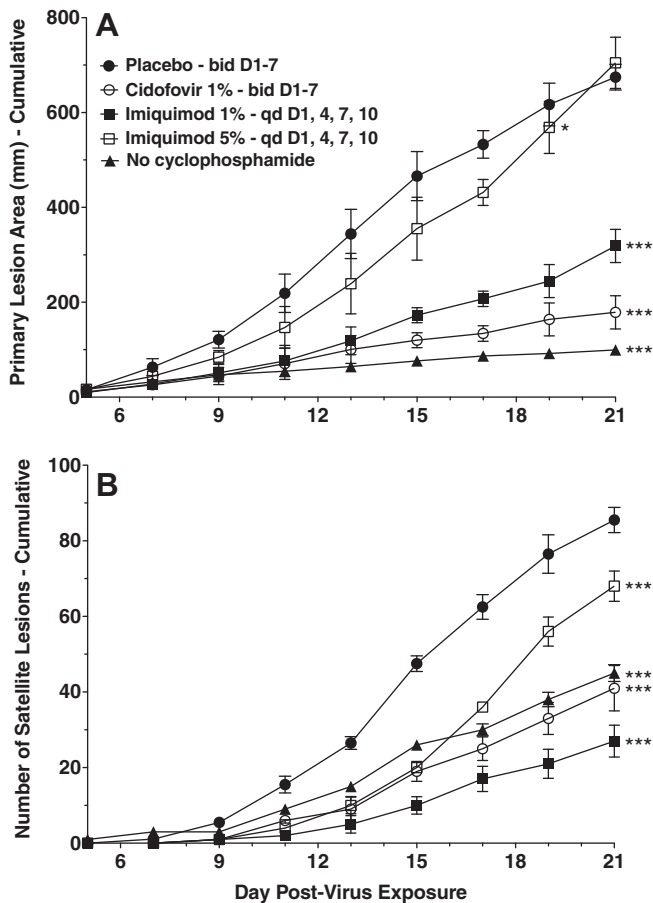 A
800
600
400
200
0
Primary Lesion Area (mm) - Cumulative
Placebo - bid D1-7
Cidofovir 1% - bid D1-7
Imiquimod 1% - qd D1, 4, 7, 10
Imiquimod 5% - qd D1, 4, 7, 10
No cyclophosphamide
*
***
***
***
6 9 12 15 18 21
B
100
80
60
40
20
0
Number of Satellite Lesions - Cumulative
***
***
***
***
6 9 12 15 18 21
Day Post-Virus Exposure